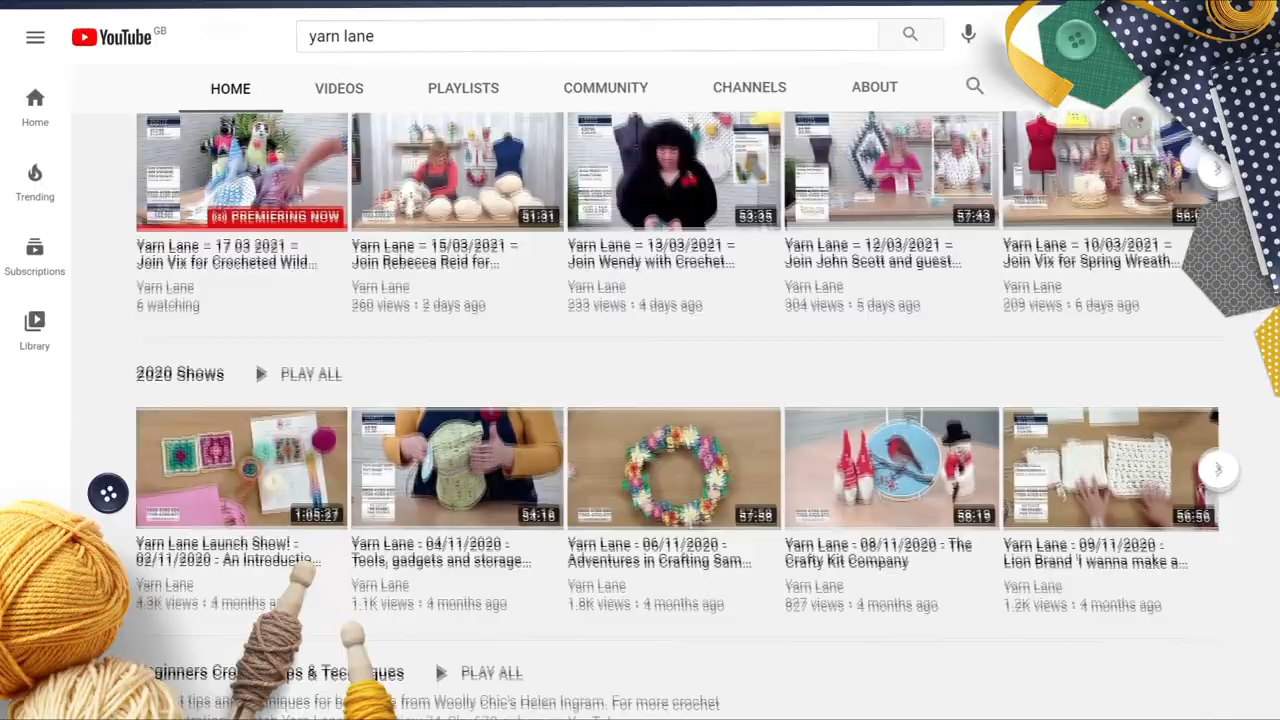 YouTube GB
yarn lane
HOME VIDEOS PLAYLISTS COMMUNITY CHANNELS ABOUT
Home
Trending
Subscriptions
Library
PREMIERING NOW
51:31
53:35
57:43
Yarn Lane - 17 03 2021 -
Join Vix for Crocheted Wild...
Yarn Lane
6 watching
Yarn Lane - 15/03/2021 -
Join Rebecca Reid for...
Yarn Lane
260 views • 2 days ago
Yarn Lane - 13/03/2021 -
Join Wendy with Crochet...
Yarn Lane
233 views • 4 days ago
Yarn Lane - 12/03/2021 -
Join John Scott and guest...
Yarn Lane
304 views • 5 days ago
Yarn Lane - 10/03/2021 -
Join Vix for Spring Wreath...
Yarn Lane
209 views • 6 days ago
2020 Shows PLAY ALL
1:05:27
54:16
57:58
58:19
56:56
Yarn Lane Launch Show! -
02/11/2020 - An Introductio...
Yarn Lane
4.3K views • 4 months a
Yarn Lane - 04/11/2020 -
Tools, gadgets and storage...
Yarn Lane
1.1K views • 4 months ago
Yarn Lane - 06/11/2020 -
Adventures in Crafting Sam...
Yarn Lane
1.8K views • 4 months ago
Yarn Lane - 08/11/2020 - The
Crafty Kit Company
Yarn Lane
827 views • 4 months ago
Yarn Lane - 09/11/2020 -
Lion Brand 'I wanna make a...
Yarn Lane
1.2K views • 4 months ago
PLAY ALL
from Woolly Chic's Helen Ingram. For more crochet